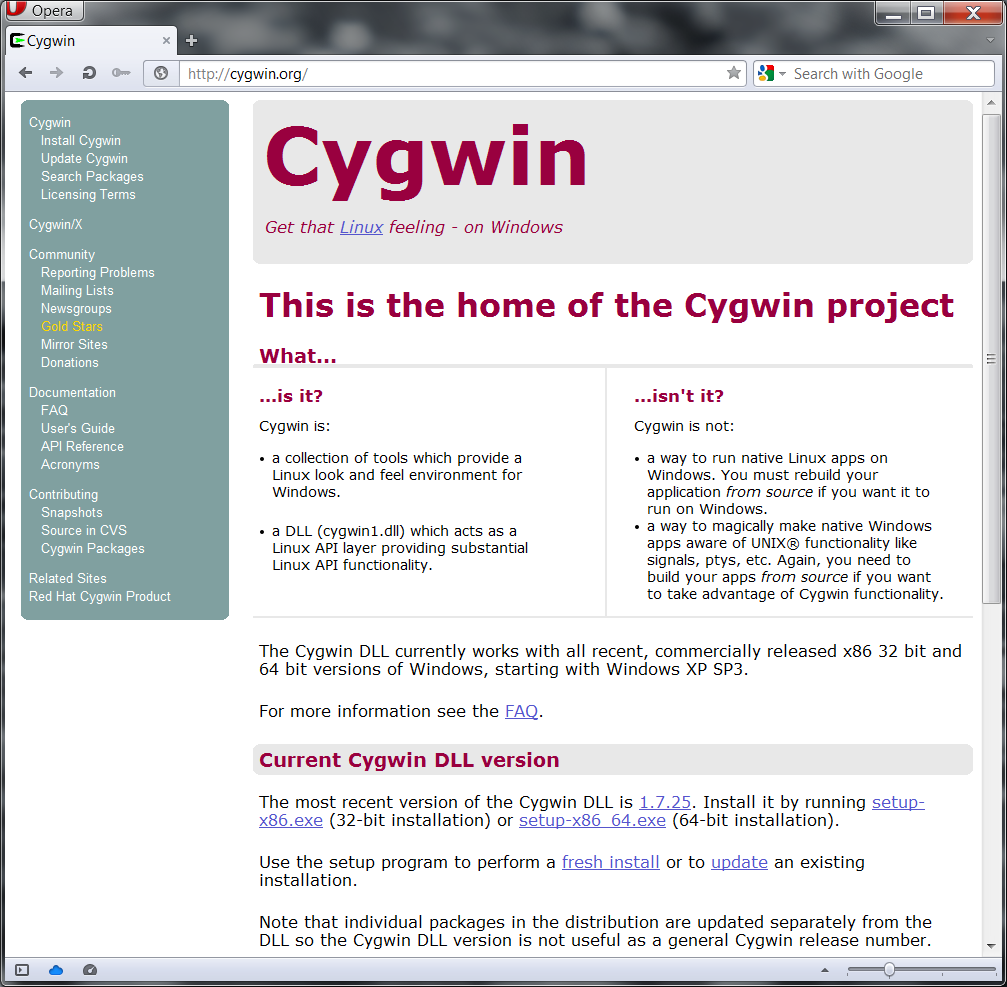 Opera
Cygwin
http://cygwin.org/
Search with Google
Cygwin
Install Cygwin
Update Cygwin
Search Packages
Licensing Terms
Cygwin/X
Community
Reporting Problems
Mailing Lists
Newsgroups
Gold Stars
Mirror Sites
Donations
Documentation
FAQ
User's Guide
API Reference
Acronyms
Contributing
Snapshots
Source in CVS
Cygwin Packages
Related Sites
Red Hat Cygwin Product
Cygwin
Get that Linux feeling - on Windows
This is the home of the Cygwin project
What...
...is it?
Cygwin is:
• a collection of tools which provide a
Linux look and feel environment for
Windows.
• a DLL (cygwin1.dll) which acts as a
Linux API layer providing substantial
Linux API functionality.
...isn't it?
Cygwin is not:
• a way to run native Linux apps on
Windows. You must rebuild your
application from source if you want it to
run on Windows.
• a way to magically make native Windows
apps aware of UNIX® functionality like
signals, ptys, etc. Again, you need to
build your apps from source if you want
to take advantage of Cygwin functionality.
The Cygwin DLL currently works with all recent, commercially released x86 32 bit and
64 bit versions of Windows, starting with Windows XP SP3.
For more information see the FAQ.
Current Cygwin DLL version
The most recent version of the Cygwin DLL is 1.7.25. Install it by running setup-
x86.exe (32-bit installation) or setup-x86_64.exe (64-bit installation).
Use the setup program to perform a fresh install or to update an existing
installation.
Note that individual packages in the distribution are updated separately from the
DLL so the Cygwin DLL version is not useful as a general Cygwin release number.